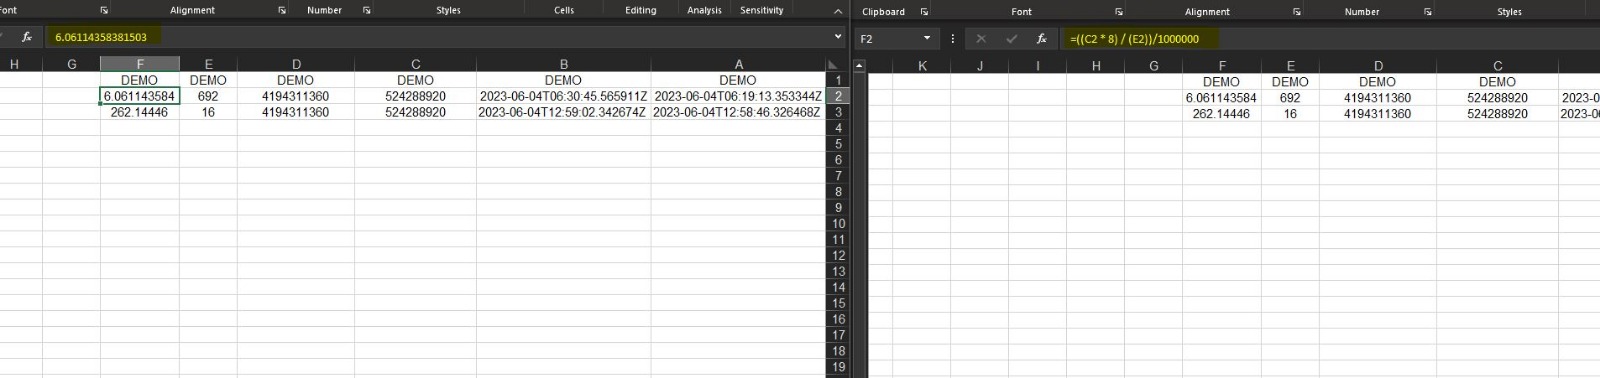 ont Alignment Number Styles Cells Editing Analysis Sensitivity
fx 6.06114358381503
H G F E D C B A
DEMO DEMO DEMO DEMO DEMO DEMO 1
6.061143584 692 4194311360 524288920 2023-06-04T06:30:45.565911Z 2023-06-04T06:19:13.353344Z 2
262.14446 16 4194311360 524288920 2023-06-04T12:59:02.342674Z 2023-06-04T12:58:46.326468Z 3
4
5
6
7
8
9
10
11
12
13
14
15
16
17
18
19
Clipboard Font Alignment Number Styles
F2 fx =((C2 * 8) / (E2))/1000000
K J I H G F E D C
DEMO DEMO DEMO DEMO
6.061143584 692 4194311360 524288920 2023-0
262.14446 16 4194311360 524288920 2023-0